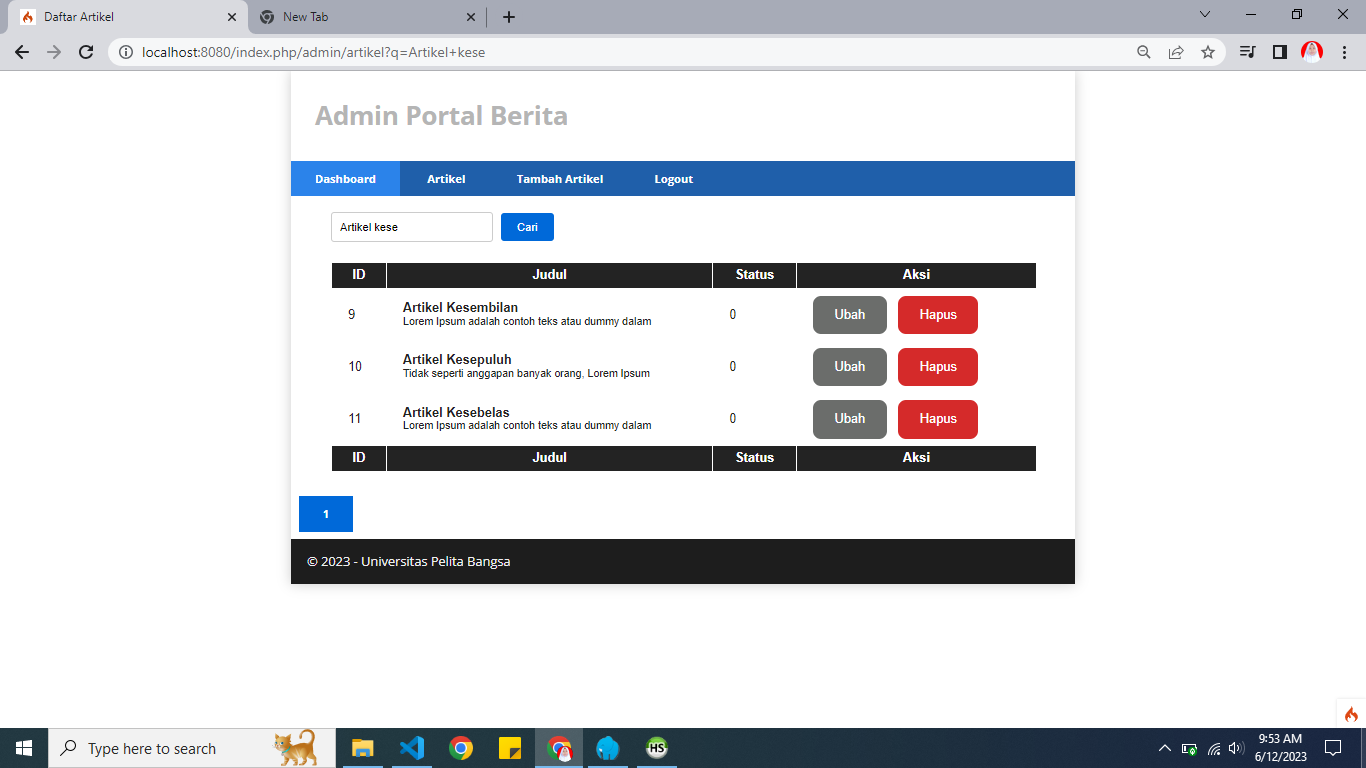 Daftar Artikel
New Tab
localhost:8080/index.php/admin/artikel?q=Artikel+kese
Admin Portal Berita
Dashboard Artikel Tambah Artikel Logout
Artikel kese Cari
ID Judul Status Aksi
9 Artikel Kesembilan 0 Ubah Hapus
Lorem Ipsum adalah contoh teks atau dummy dalam
10 Artikel Kesepuluh 0 Ubah Hapus
Tidak seperti anggapan banyak orang, Lorem Ipsum
11 Artikel Kesebelas 0 Ubah Hapus
Lorem Ipsum adalah contoh teks atau dummy dalam
ID Judul Status Aksi
1
© 2023 - Universitas Pelita Bangsa
Type here to search
HS
9:53 AM
6/12/2023